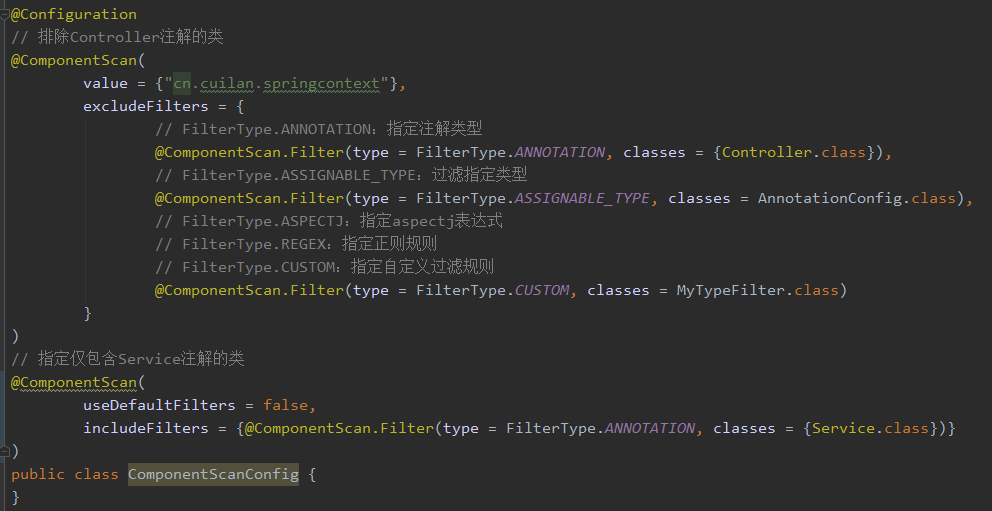 @Configuration
// 排除Controller注解的类
@ComponentScan(
        value = {"cn.cuilan.springcontext"},
        excludeFilters = {
                // FilterType.ANNOTATION：指定注解类型
                @ComponentScan.Filter(type = FilterType.ANNOTATION, classes = {Controller.class}),
                // FilterType.ASSIGNABLE_TYPE：过滤指定类型
                @ComponentScan.Filter(type = FilterType.ASSIGNABLE_TYPE, classes = AnnotationConfig.class),
                // FilterType.ASPECTJ：指定aspectj表达式
                // FilterType.REGEX：指定正则规则
                // FilterType.CUSTOM：指定自定义过滤规则
                @ComponentScan.Filter(type = FilterType.CUSTOM, classes = MyTypeFilter.class)
        }
)
// 指定仅包含Service注解的类
@ComponentScan(
        useDefaultFilters = false,
        includeFilters = {@ComponentScan.Filter(type = FilterType.ANNOTATION, classes = {Service.class})}
)
public class ComponentScanConfig {
}